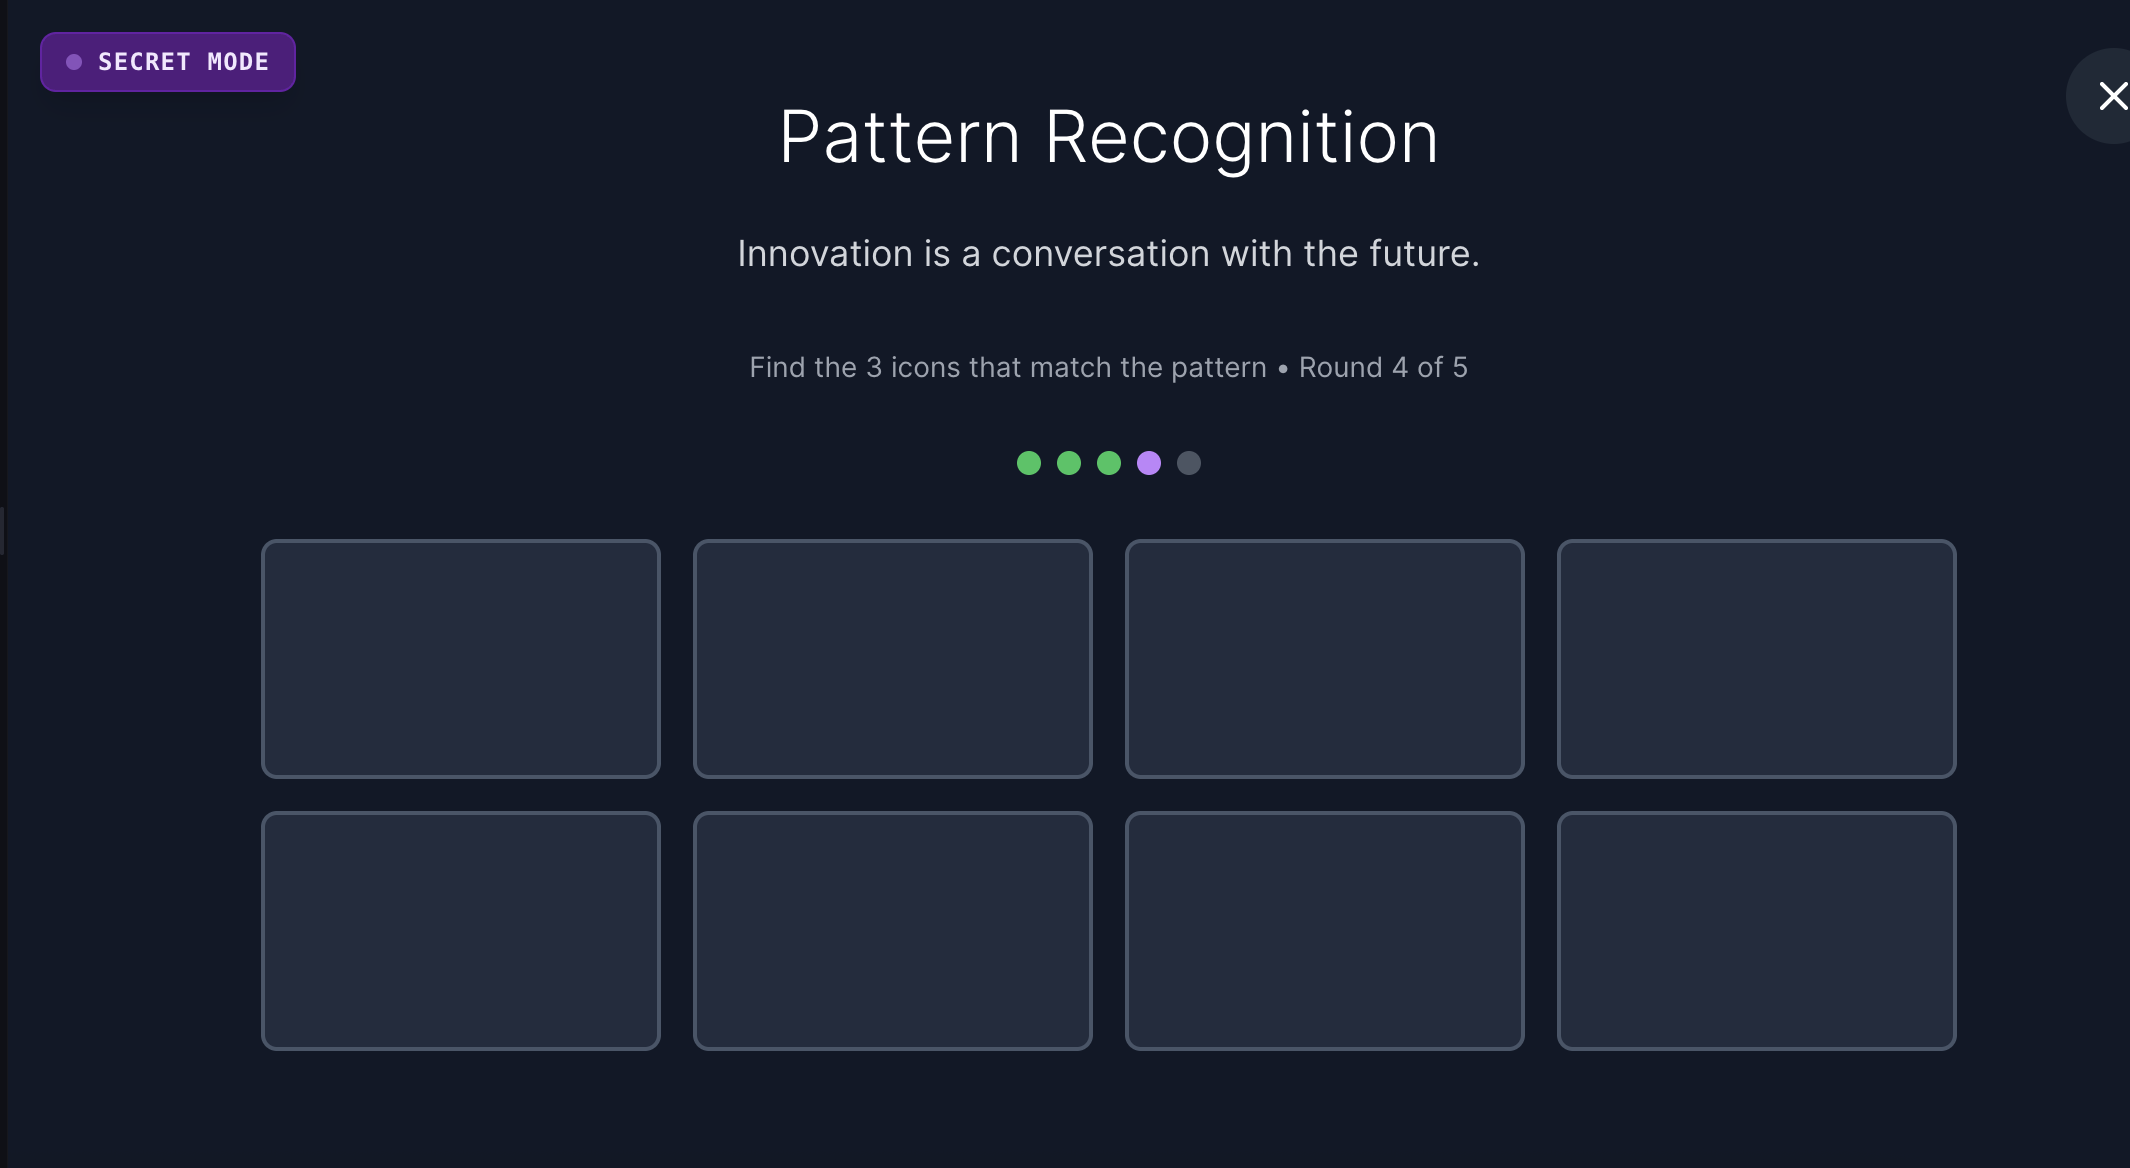 SECRET MODE
Pattern Recognition
Innovation is a conversation with the future.
Find the 3 icons that match the pattern • Round 4 of 5